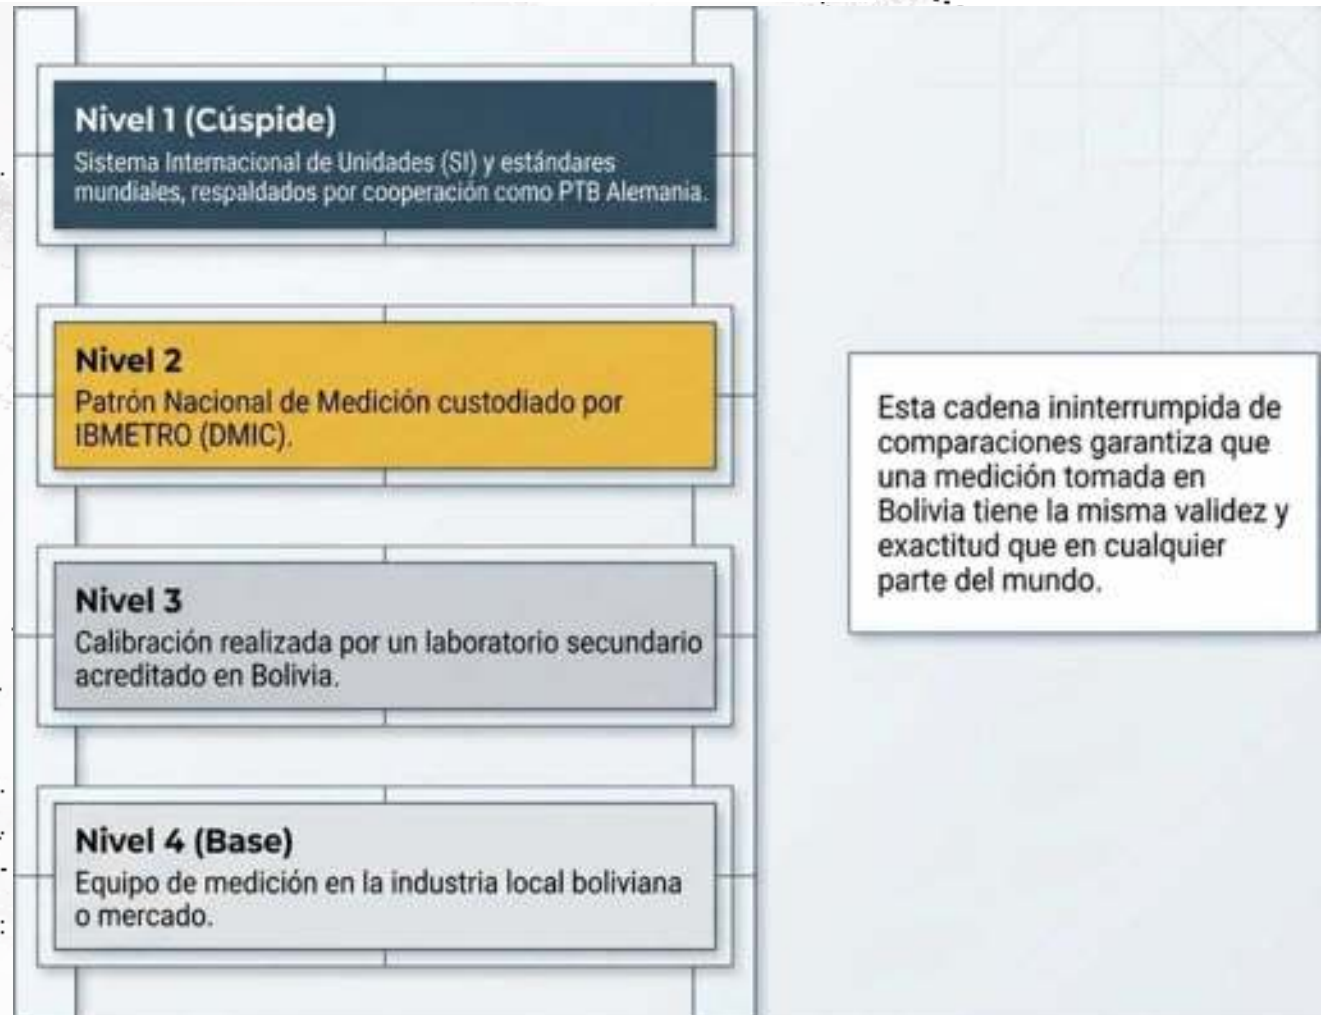 Nivel 1 (Cúspide)
Sistema Internacional de Unidades (SI) y estándares
mundiales, respaldados por cooperación como PTB Alemania.
Nivel 2
Patrón Nacional de Medición custodiado por
IBMETRO (DMIC).
Nivel 3
Calibración realizada por un laboratorio secundario
acreditado en Bolivia.
Nivel 4 (Base)
Equipo de medición en la industria local boliviana
o mercado.
Esta cadena ininterrumpida de
comparaciones garantiza que
una medición tomada en
Bolivia tiene la misma validez y
exactitud que en cualquier
parte del mundo.